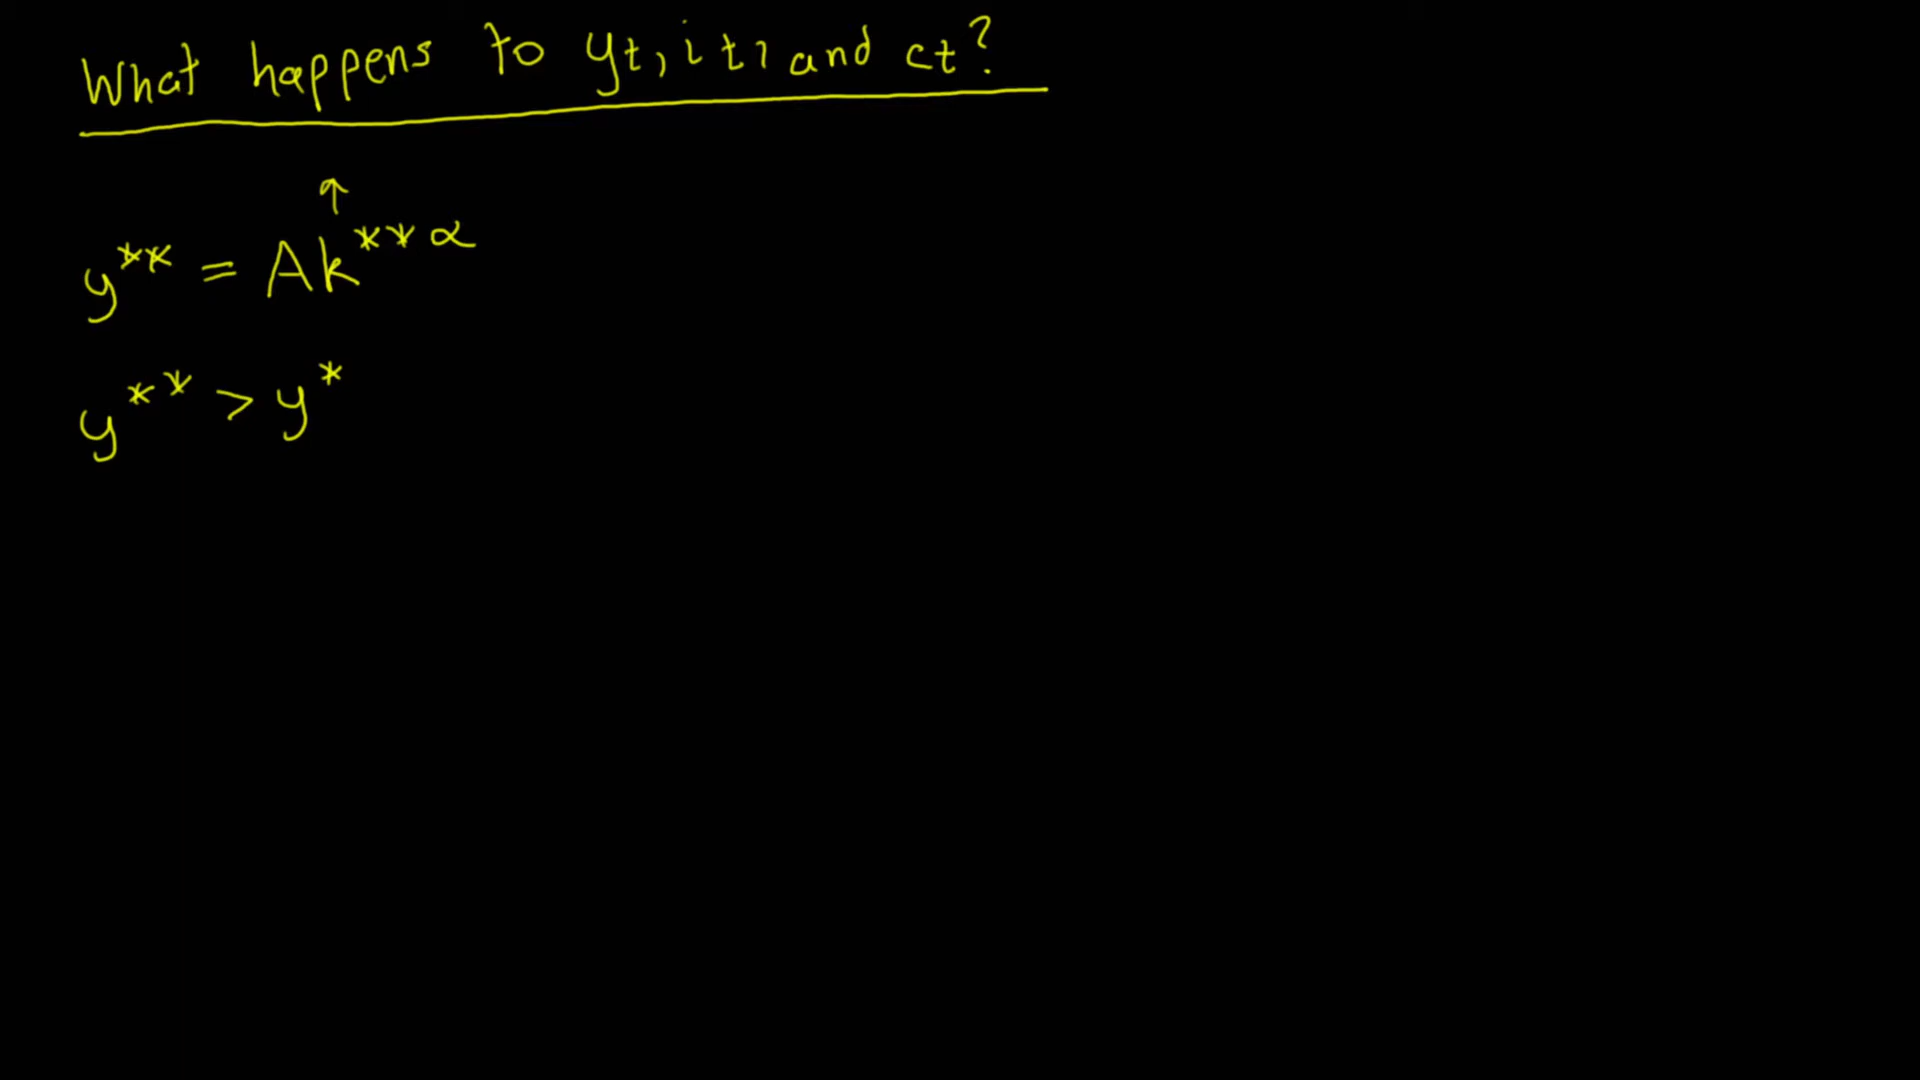 What happens to yt, it, and ct?
↑
y** = Ak**α
y** > y*